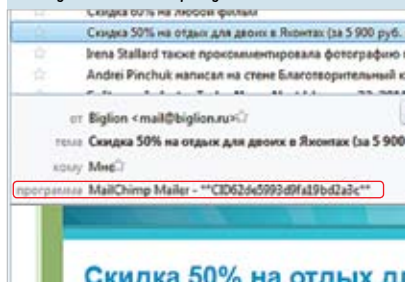 Скидка 60% на любой фильм
Скидка 50% на отдых для двоих в Яхонтах (за 5 900 руб.
Irena Stallard также прокомментировала фотографию
Andrei Pinchuk написал на стене Благотворительный к
от Biglion <mail@biglion.ru>
тема Скидка 50% на отдых для двоих в Яхонтах (за 5 900
кому Мне
программа MailChimp Mailer - **CID62de5993d9fa19bd2a3c**
Скидка 50% на отдых д